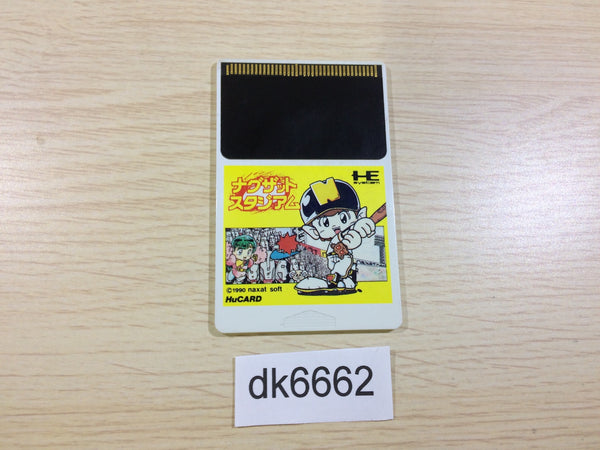 ナグザット
スタジアム
HE
system
N
©1990 naxat soft
HuCARD
dk6662